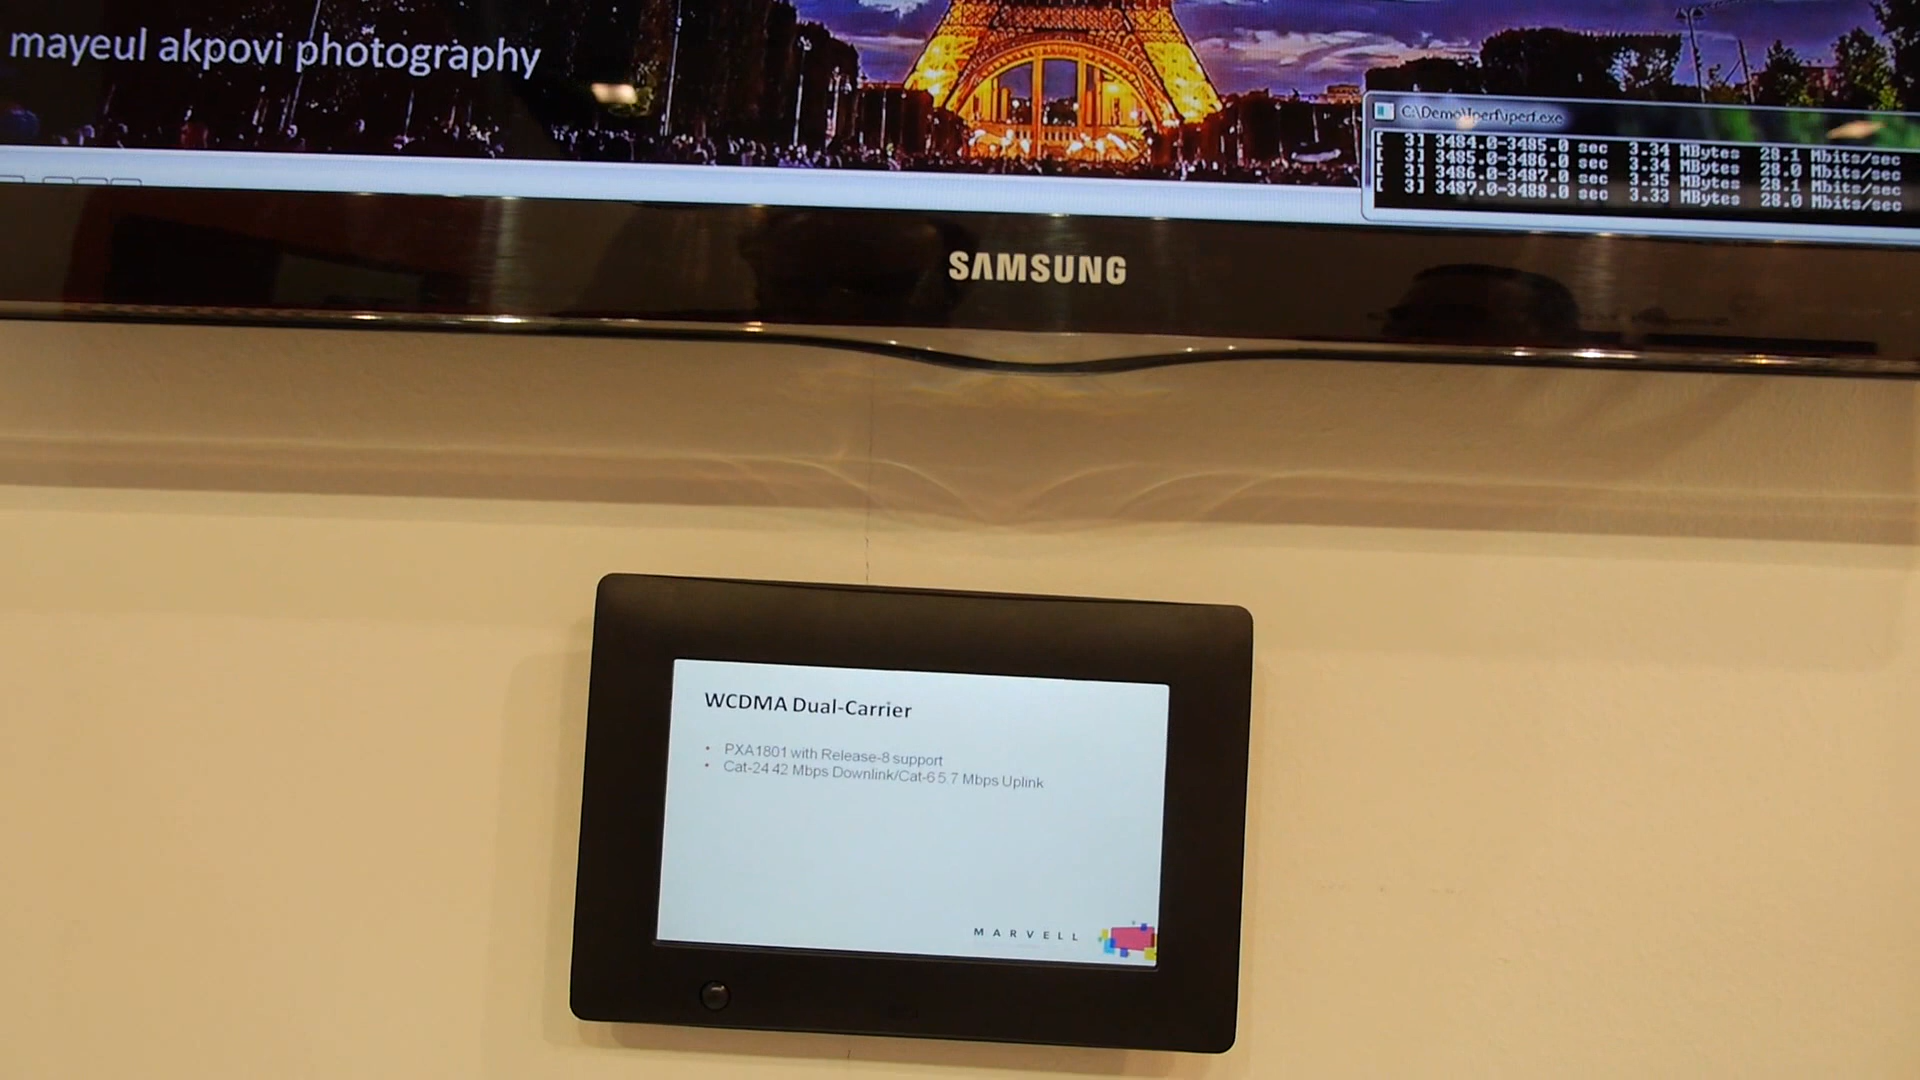 mayeul akpovi photography
C:\Demo\Iperf\iperf.exe
[ 3] 3484.0-3485.0 sec 3.34 MBytes 28.1 Mbits/sec
[ 3] 3485.0-3486.0 sec 3.34 MBytes 28.0 Mbits/sec
[ 3] 3486.0-3487.0 sec 3.35 MBytes 28.1 Mbits/sec
[ 3] 3487.0-3488.0 sec 3.33 MBytes 28.0 Mbits/sec
SAMSUNG
WCDMA Dual-Carrier
• PXA1801 with Release-8 support
• Cat-24 42 Mbps Downlink/Cat-6 5.7 Mbps Uplink
MARVELL